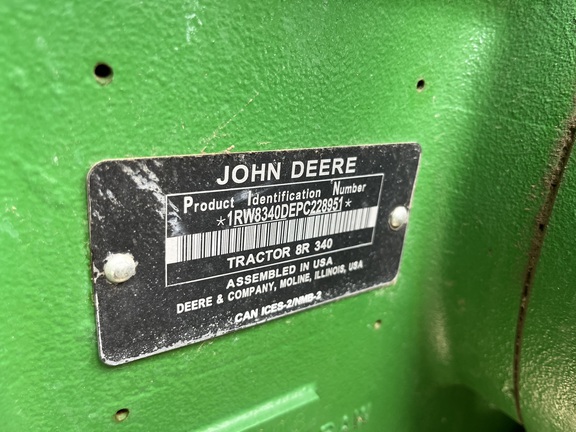 JOHN DEERE
Product Identification Number
*1RW8340DEPC228951*
TRACTOR 8R 340
ASSEMBLED IN USA
DEERE & COMPANY, MOLINE, ILLINOIS, USA
CAN ICES-2/NMB-2